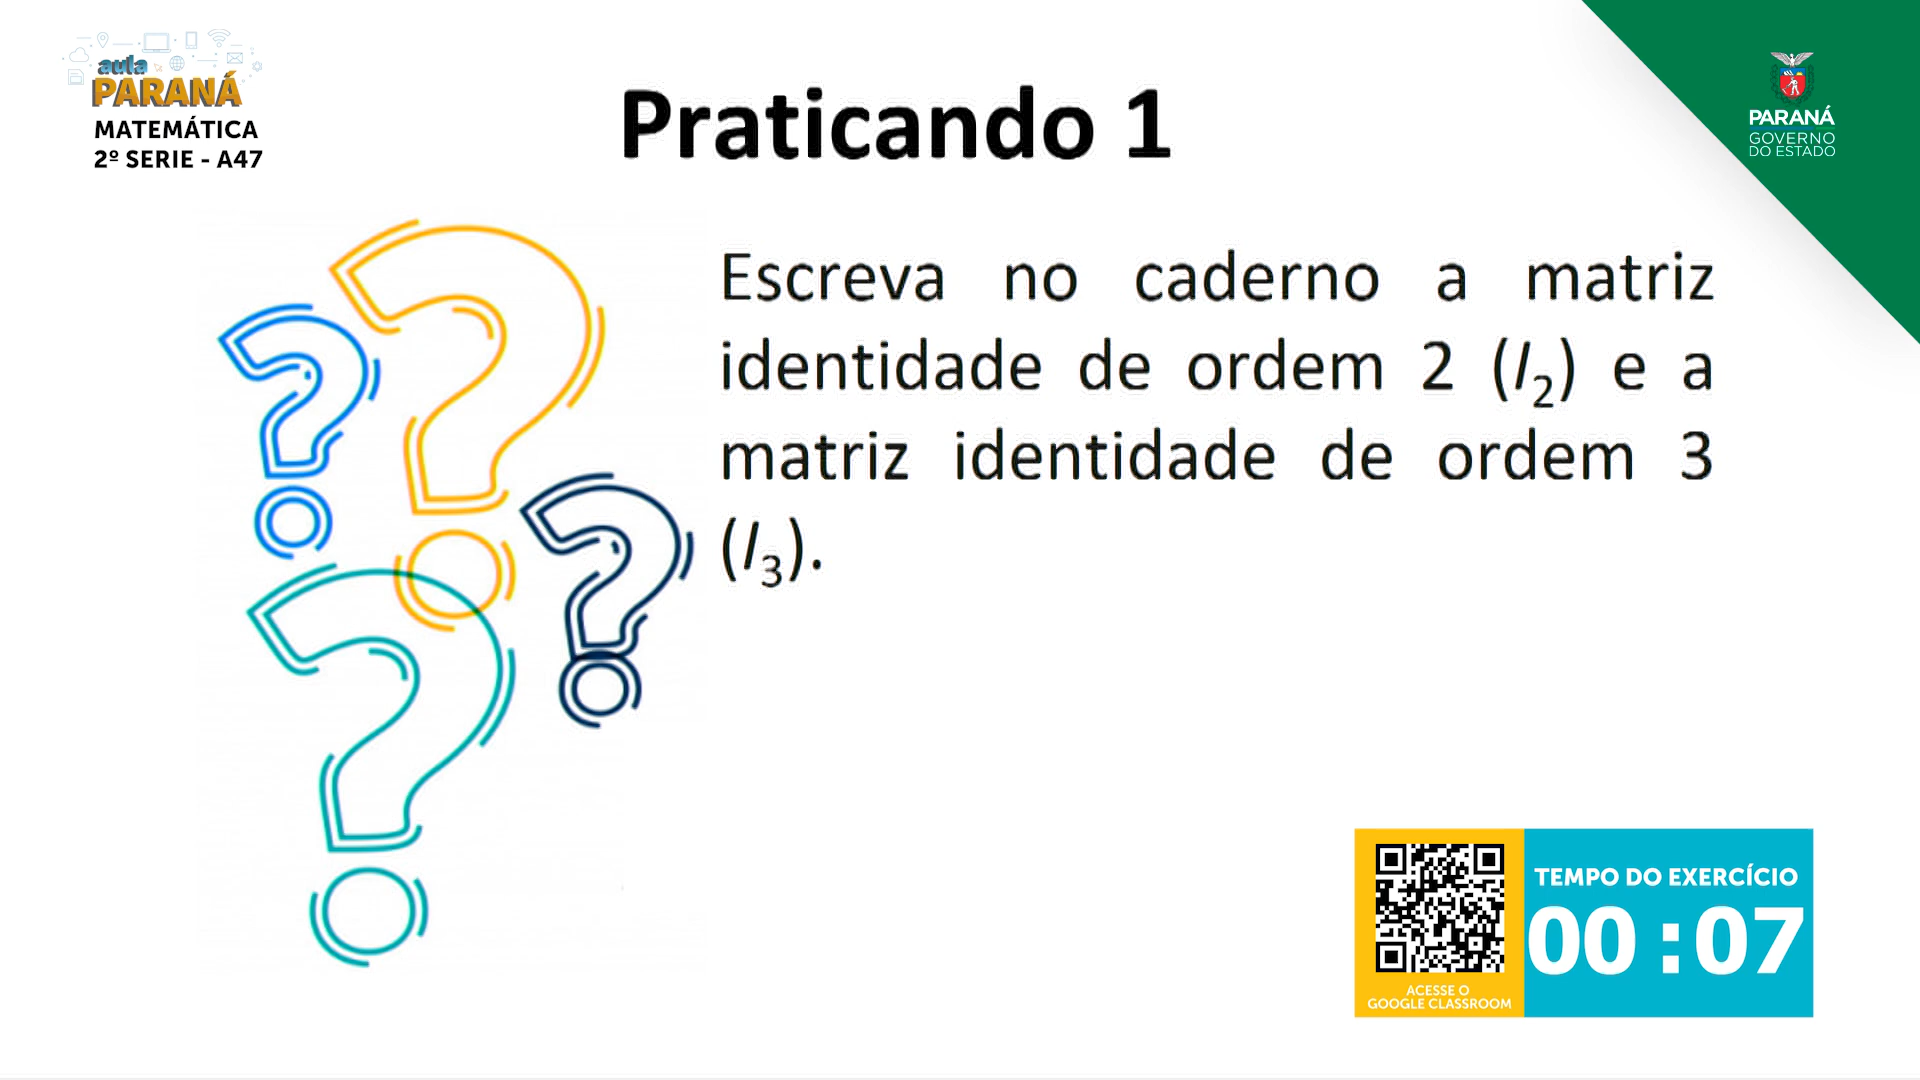 aula
PARANÁ
MATEMÁTICA
2º SERIE - A47
Praticando 1
PARANÁ
GOVERNO
DO ESTADO
Escreva no caderno a matriz
identidade de ordem 2 (I₂) e a
matriz identidade de ordem 3
(I₃).
TEMPO DO EXERCÍCIO
00:07
ACESSE O
GOOGLE CLASSROOM